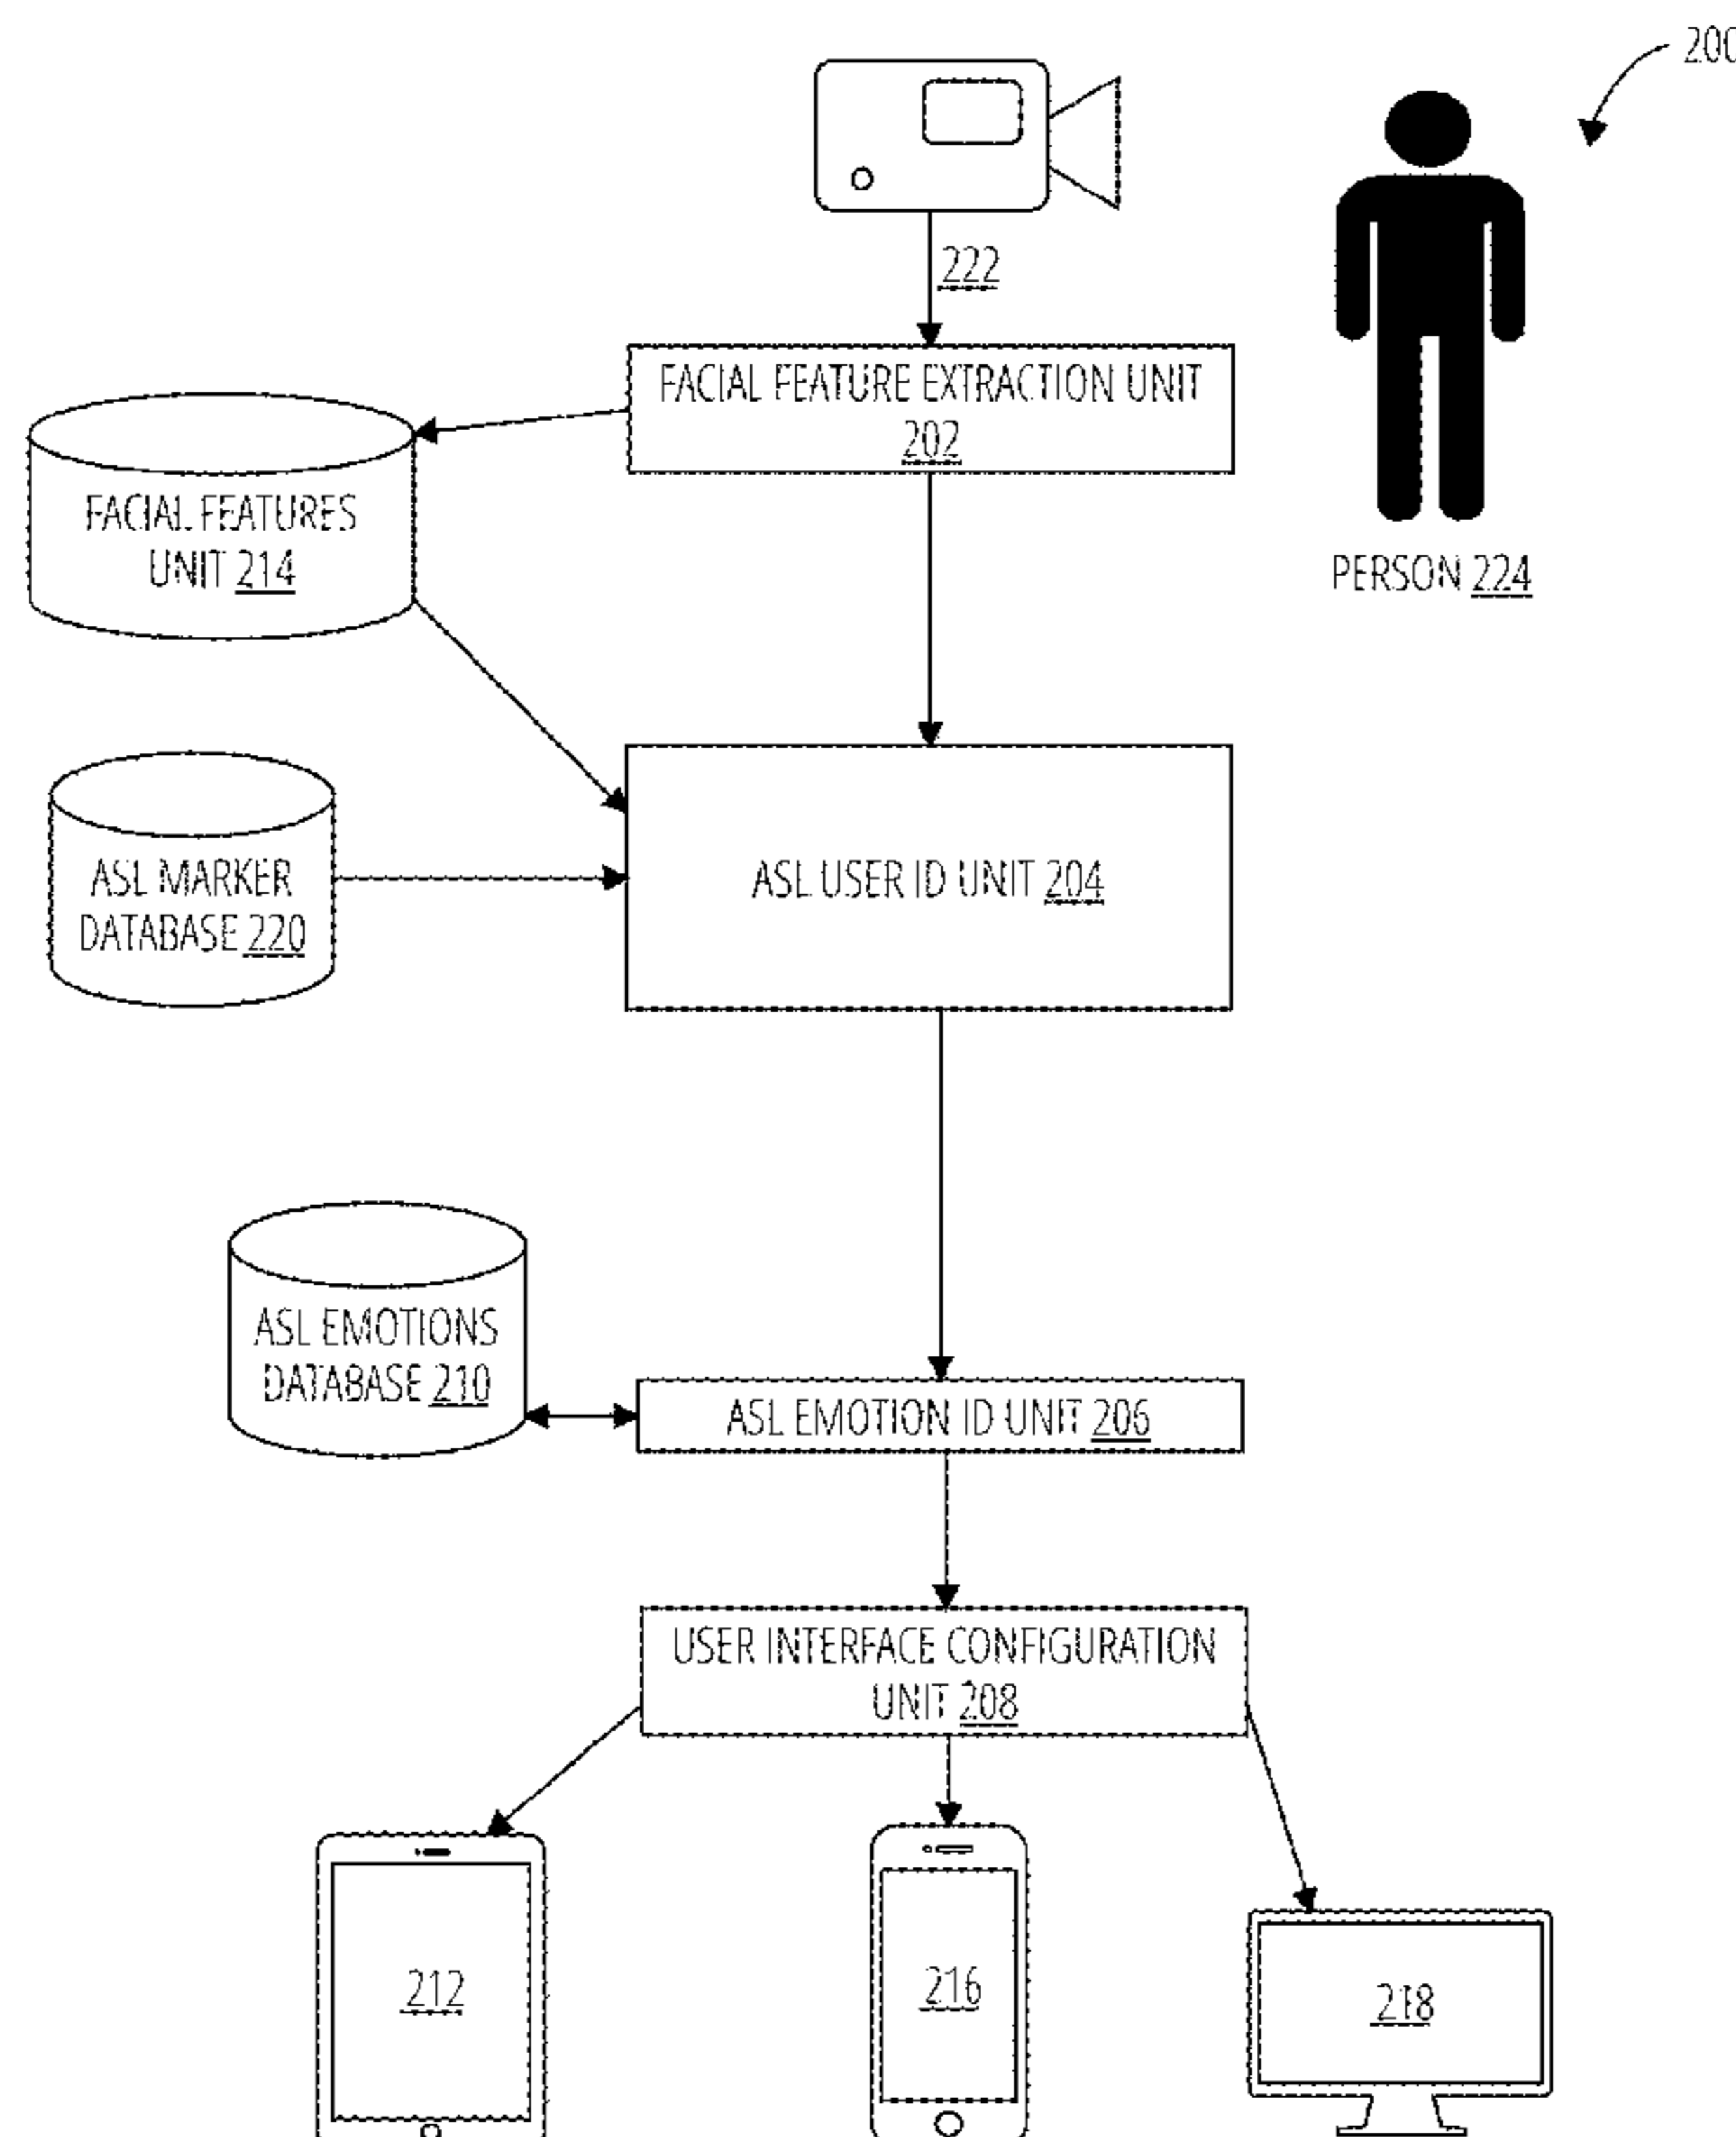 200
222
FACIAL FEATURE EXTRACTION UNIT
202
FACIAL FEATURES
UNIT 214
PERSON 224
ASL MARKER
DATABASE 220
ASL USER ID UNIT 204
ASL EMOTIONS
DATABASE 210
ASL EMOTION ID UNIT 206
USER INTERFACE CONFIGURATION
UNIT 208
212
216
218